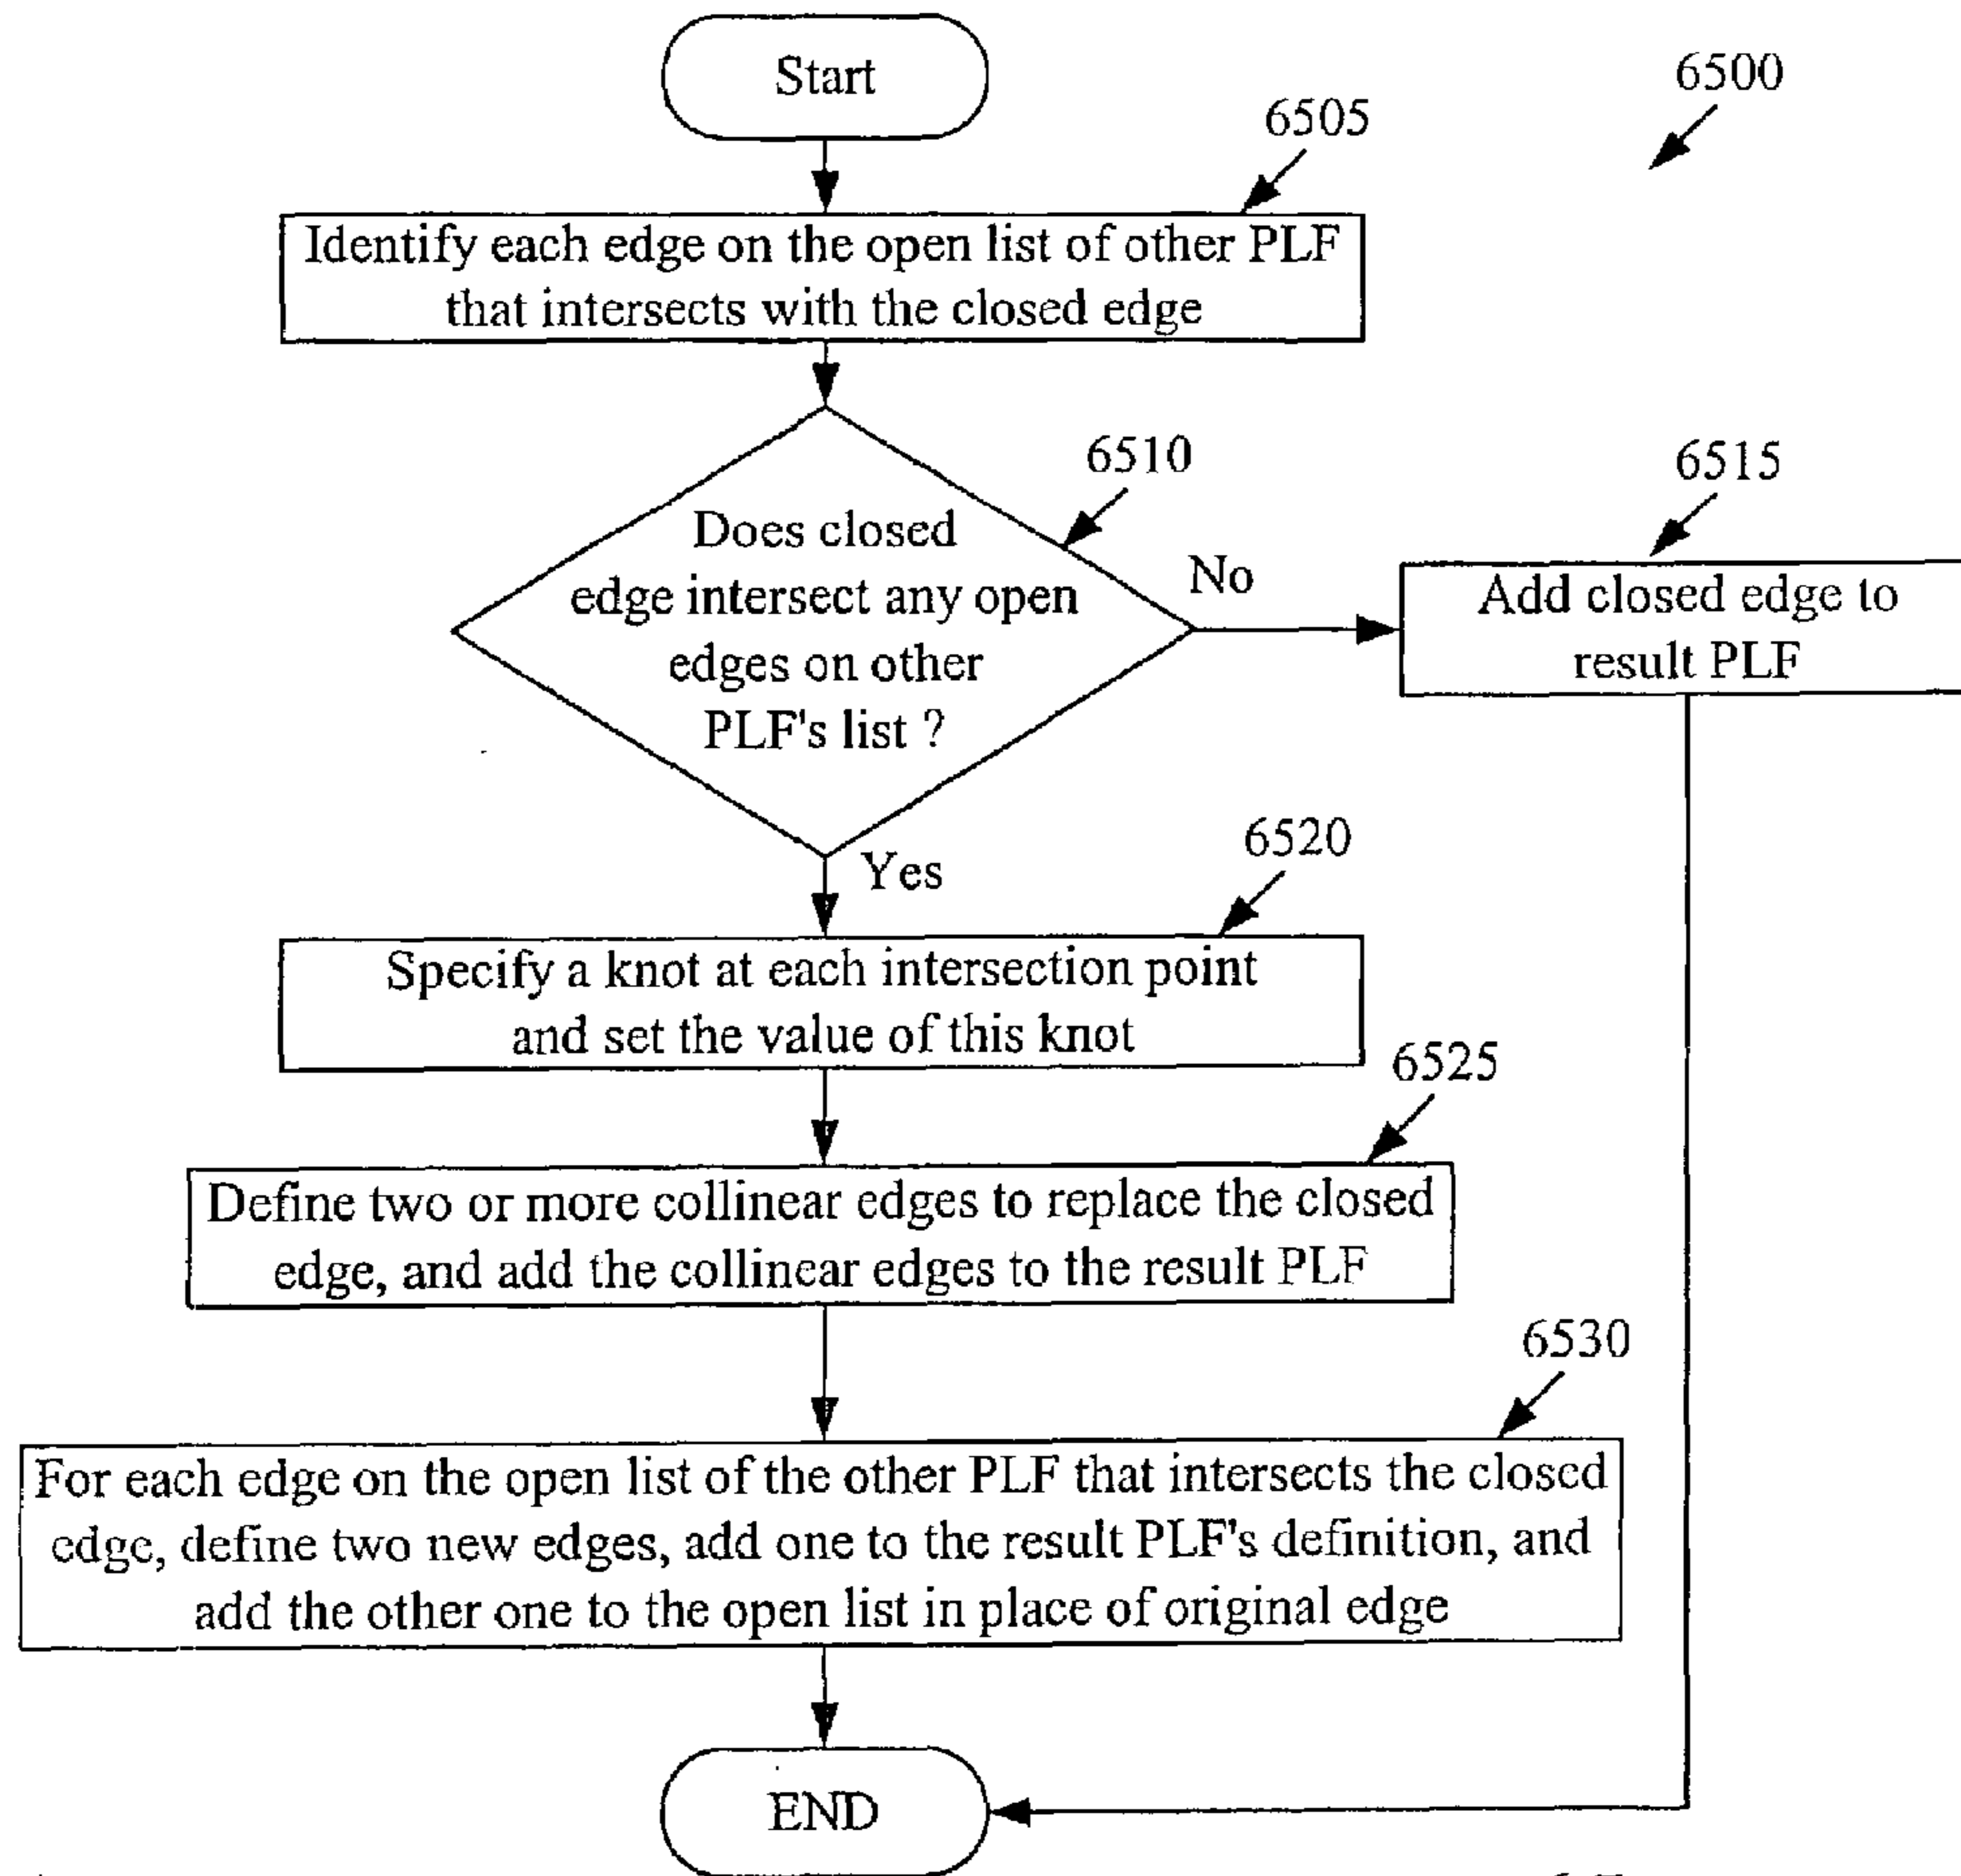 Start
6500
6505
Identify each edge on the open list of other PLF
that intersects with the closed edge
6510
Does closed
edge intersect any open
edges on other
PLF's list ?
No
6515
Add closed edge to
result PLF
Yes
6520
Specify a knot at each intersection point
and set the value of this knot
6525
Define two or more collinear edges to replace the closed
edge, and add the collinear edges to the result PLF
6530
For each edge on the open list of the other PLF that intersects the closed
edge, define two new edges, add one to the result PLF's definition, and
add the other one to the open list in place of original edge
END